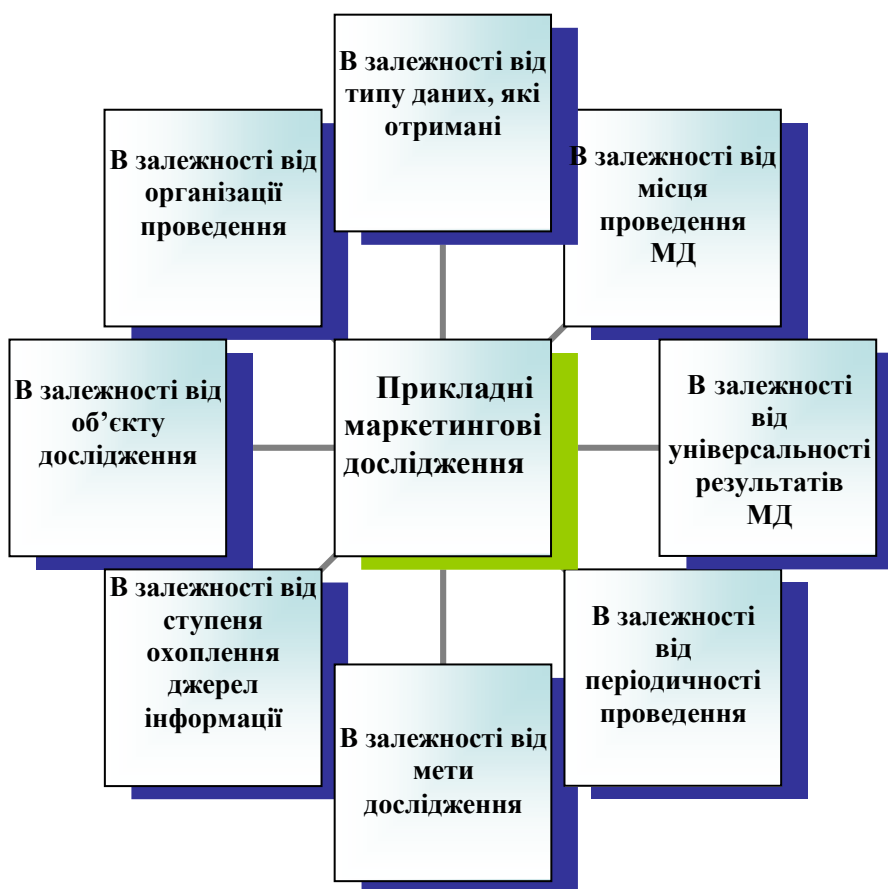 В залежності від
типу даних, які
отримані
В залежності від
організації
проведення
В залежності від
місця
проведення
МД
В залежності від
об’єкту
дослідження
Прикладні
маркетингові
дослідження
В залежності
від
універсальності
результатів
МД
В залежності від
ступеня
охоплення
джерел
інформації
В залежності від
мети
дослідження
В залежності
від
періодичності
проведення